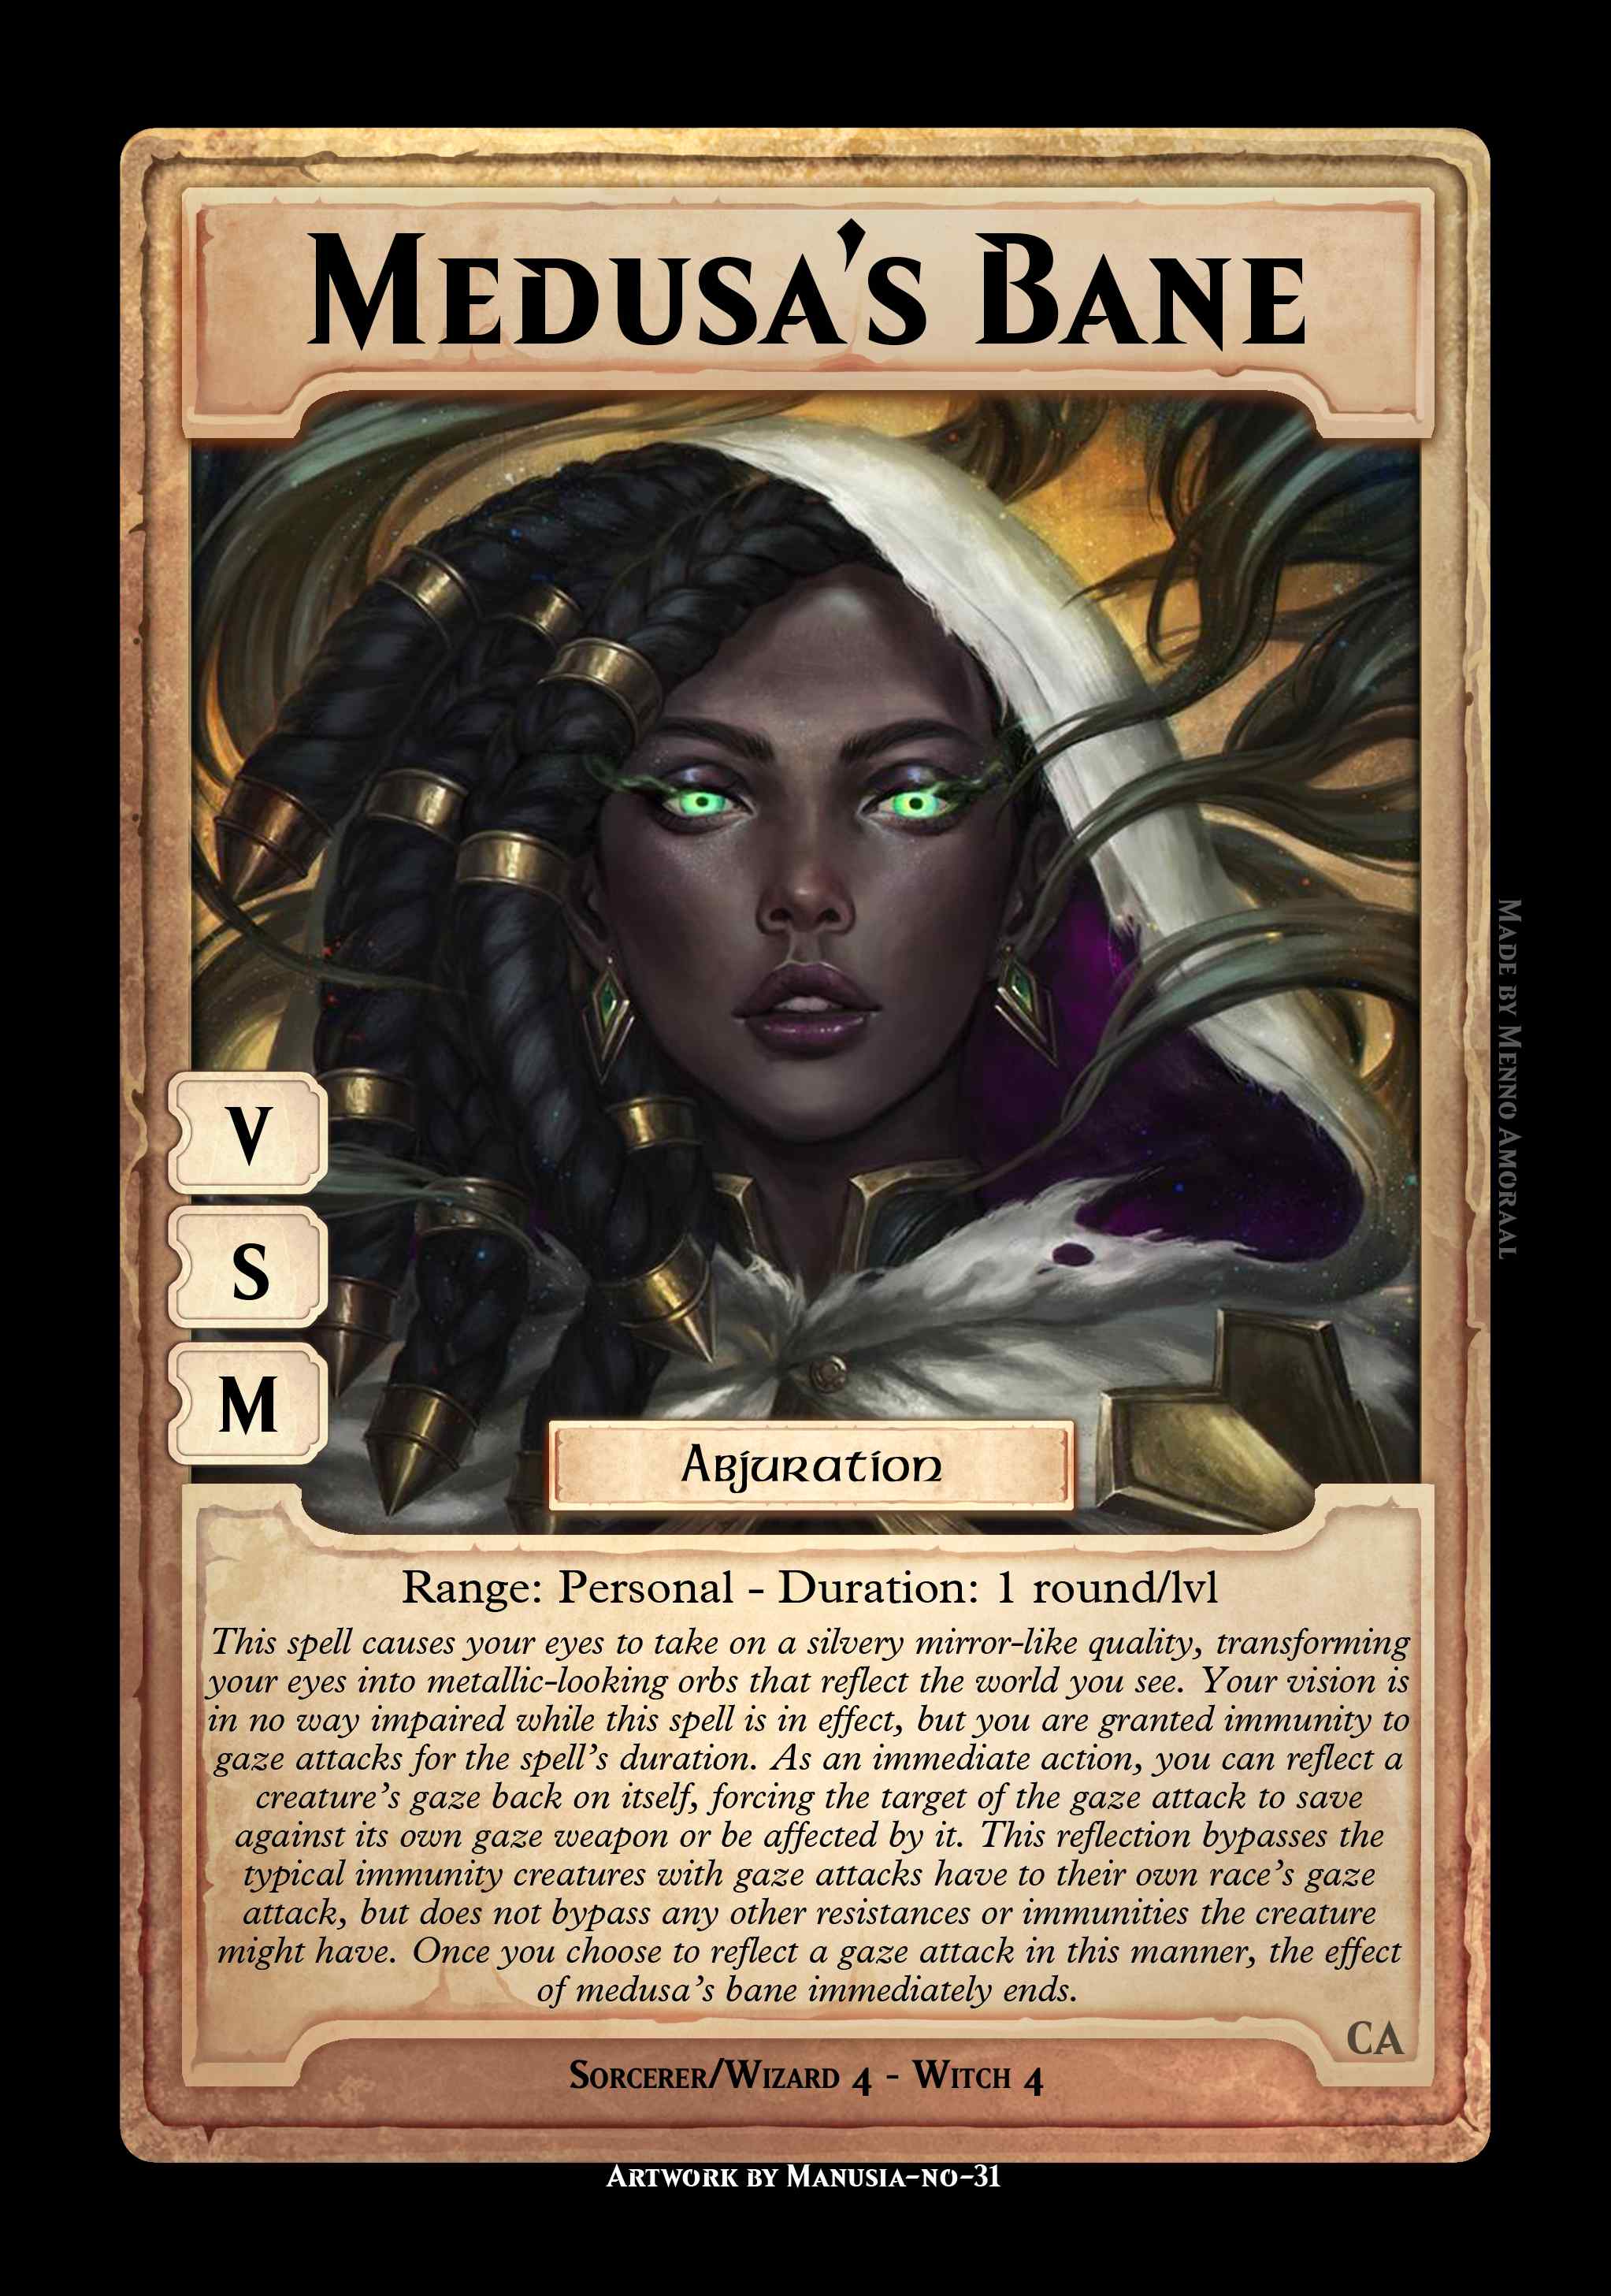 Medusa's Bane
V
S
M
Abjuration
Range: Personal - Duration: 1 round/lvl
This spell causes your eyes to take on a silvery mirror-like quality, transforming
your eyes into metallic-looking orbs that reflect the world you see. Your vision is
in no way impaired while this spell is in effect, but you are granted immunity to
gaze attacks for the spell's duration. As an immediate action, you can reflect a
creature's gaze back on itself, forcing the target of the gaze attack to save
against its own gaze weapon or be affected by it. This reflection bypasses the
typical immunity creatures with gaze attacks have to their own race's gaze
attack, but does not bypass any other resistances or immunities the creature
might have. Once you choose to reflect a gaze attack in this manner, the effect
of medusa's bane immediately ends.
CA
Sorcerer/Wizard 4 - Witch 4
Artwork by Manusia-no-31
Made by Menno Amoraal